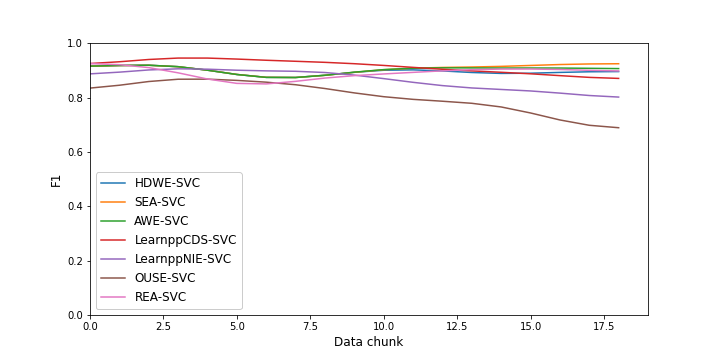 1.0
0.8
0.6
0.4
0.2
0.0
F1
HDWE-SVC
SEA-SVC
AWE-SVC
LearnppCDS-SVC
LearnppNIE-SVC
OUSE-SVC
REA-SVC
0.0 2.5 5.0 7.5 10.0 12.5 15.0 17.5
Data chunk